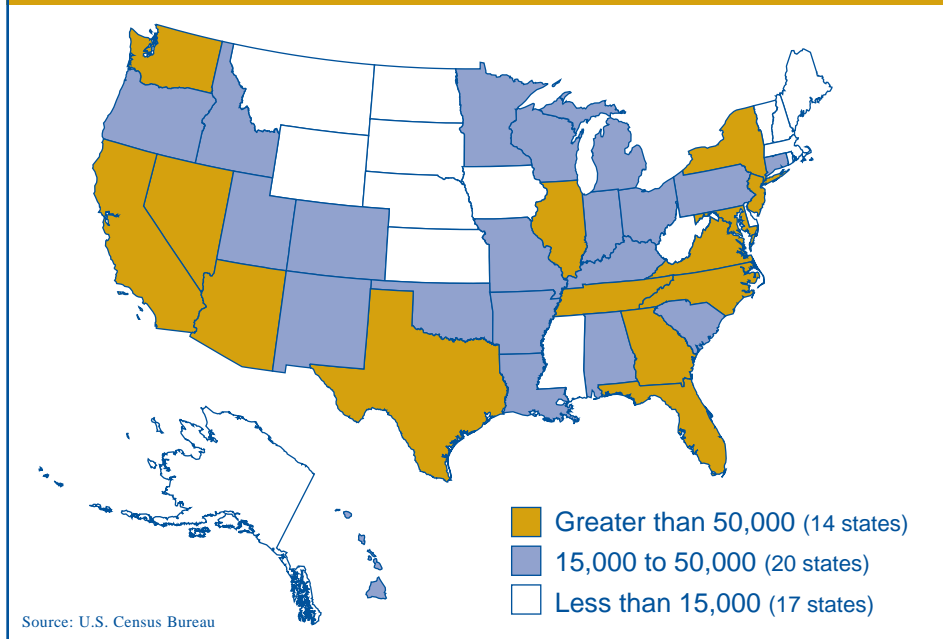 Greater than 50,000 (14 states)
15,000 to 50,000 (20 states)
Less than 15,000 (17 states)
Source: U.S. Census Bureau